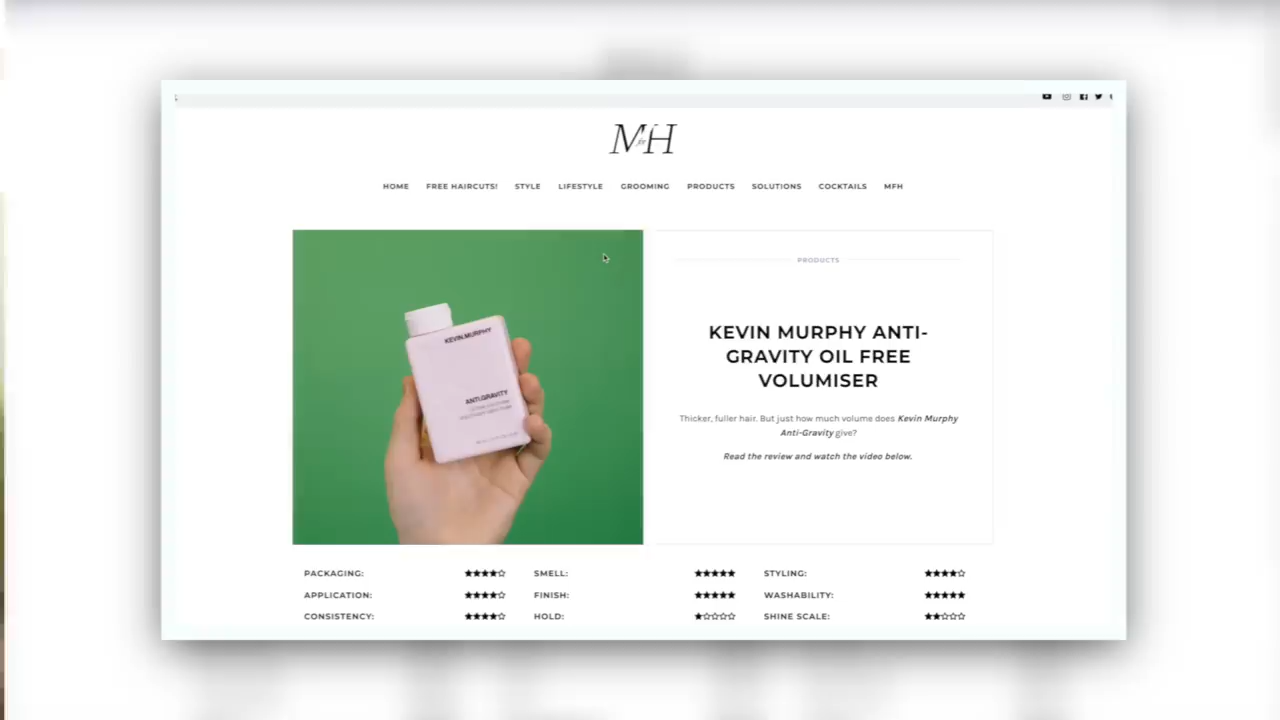 M for H
HOME FREE HAIRCUTS! STYLE LIFESTYLE GROOMING PRODUCTS SOLUTIONS COCKTAILS MFH
KEVIN.MURPHY
ANTI.GRAVITY
PRODUCTS
KEVIN MURPHY ANTI-
GRAVITY OIL FREE
VOLUMISER
Thicker, fuller hair. But just how much volume does Kevin Murphy
Anti-Gravity give?
Read the review and watch the video below.
PACKAGING: SMELL: STYLING:
APPLICATION: FINISH: WASHABILITY:
CONSISTENCY: HOLD: SHINE SCALE: